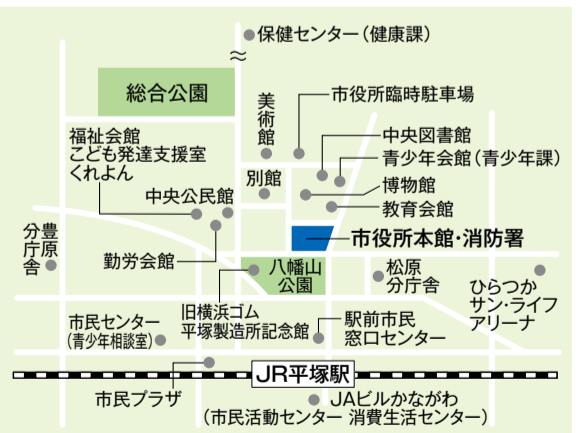 保健センター(健康課)
総合公園
美術館
市役所臨時駐車場
福祉会館
こども発達支援室
くれよん
中央図書館
青少年会館(青少年課)
別館
博物館
中央公民館
教育会館
市役所本館・消防署
豊原
分庁舎
勤労会館
八幡山
公園
松原
分庁舎
ひらつか
サン・ライフ
アリーナ
旧横浜ゴム
平塚製造所記念館
市民センター
(青少年相談室)
駅前市民
窓口センター
JR平塚駅
市民プラザ
JAビルかながわ
(市民活動センター 消費生活センター)